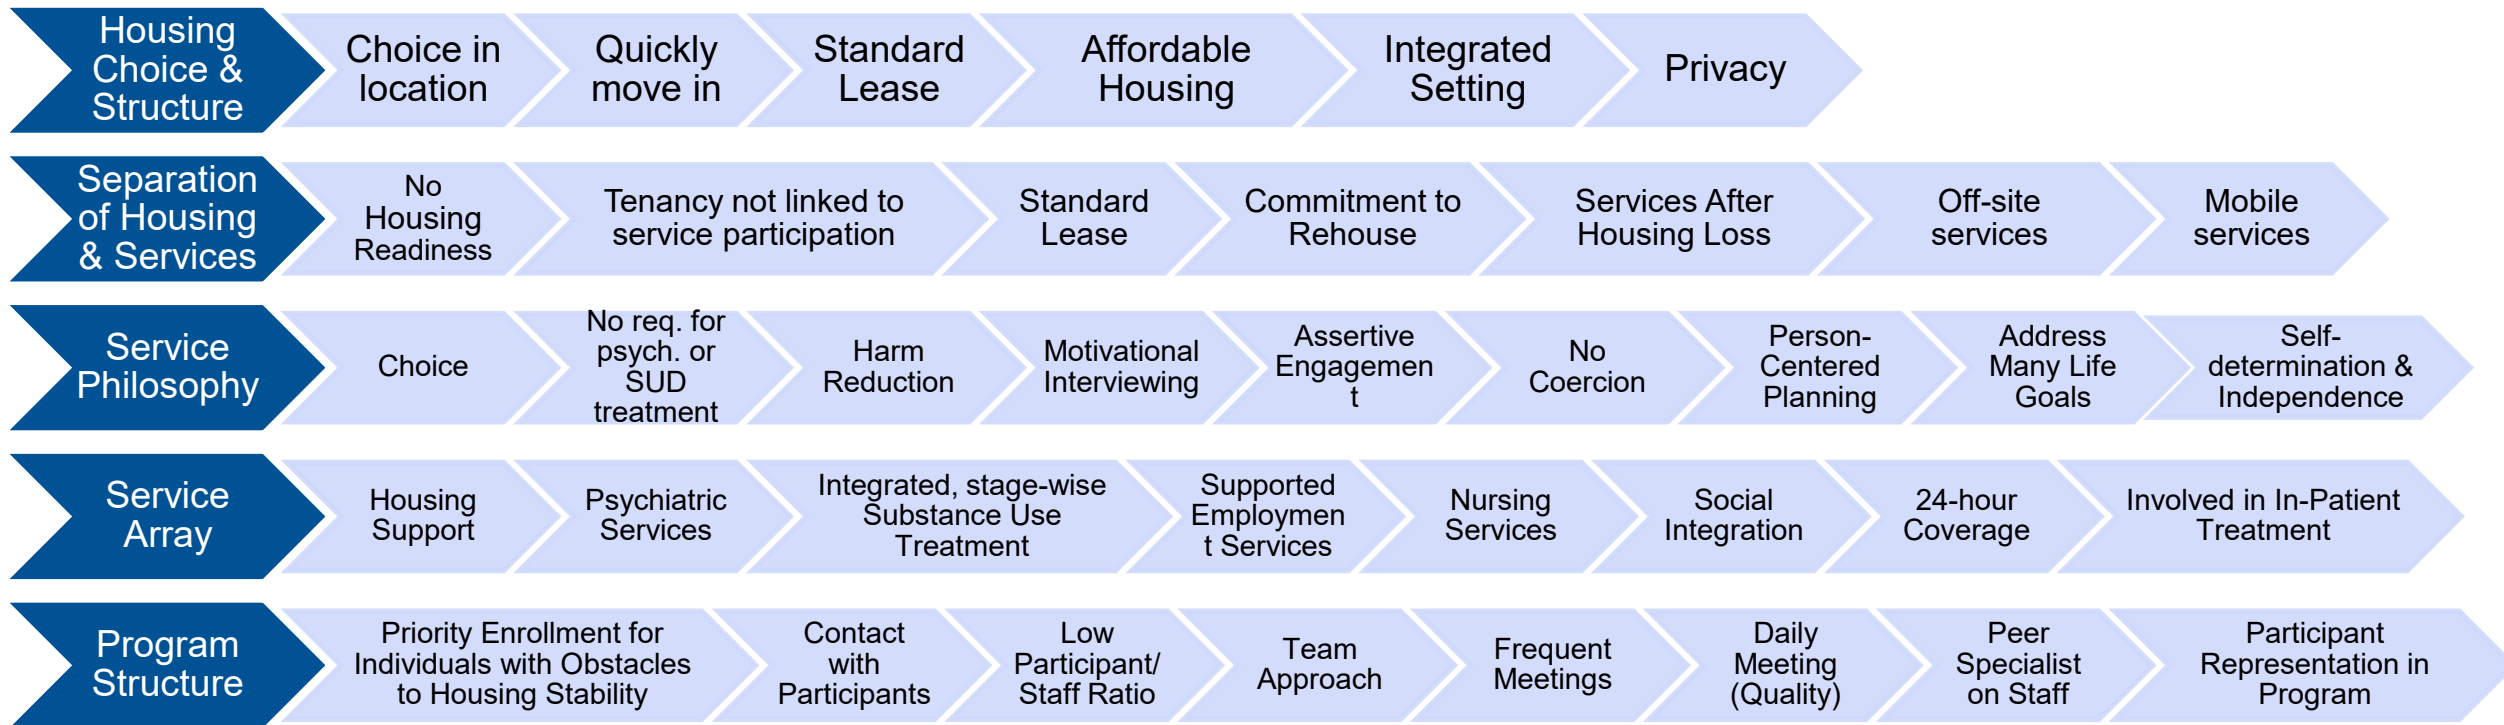 Housing
Choice &
Structure
Choice in
location
Quickly
move in
Standard
Lease
Affordable
Housing
Integrated
Setting
Privacy
Separation
of Housing
& Services
No
Housing
Readiness
Tenancy not linked to
service participation
Standard
Lease
Commitment to
Rehouse
Services After
Housing Loss
Off-site
services
Mobile
services
Service
Philosophy
Choice
No req. for
psych. or
SUD
treatment
Harm
Reduction
Motivational
Interviewing
Assertive
Engagemen
t
No
Coercion
Person-
Centered
Planning
Address
Many Life
Goals
Self-
determination &
Independence
Service
Array
Housing
Support
Psychiatric
Services
Integrated, stage-wise
Substance Use
Treatment
Supported
Employmen
t Services
Nursing
Services
Social
Integration
24-hour
Coverage
Involved in In-Patient
Treatment
Program
Structure
Priority Enrollment for
Individuals with Obstacles
to Housing Stability
Contact
with
Participants
Low
Participant/
Staff Ratio
Team
Approach
Frequent
Meetings
Daily
Meeting
(Quality)
Peer
Specialist
on Staff
Participant
Representation in
Program